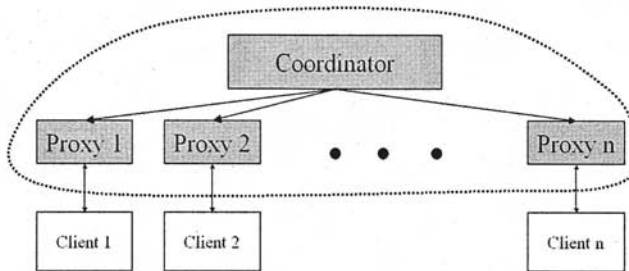 Coordinator
Proxy 1
Proxy 2
Proxy n
Client 1
Client 2
Client n